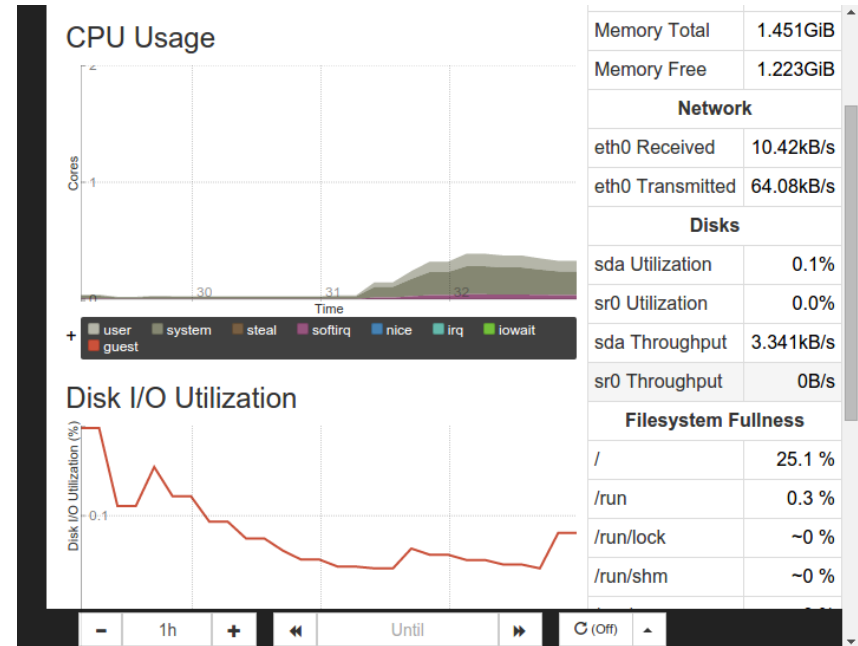 CPU Usage
2
Cores
1
0
30
31
32
Time
+
user system steal softirq nice irq iowait
guest
Disk I/O Utilization
Disk I/O Utilization (%)
0.1
Memory Total 1.451GiB
Memory Free 1.223GiB
Network
eth0 Received 10.42kB/s
eth0 Transmitted 64.08kB/s
Disks
sda Utilization 0.1%
sr0 Utilization 0.0%
sda Throughput 3.341kB/s
sr0 Throughput 0B/s
Filesystem Fullness
/ 25.1 %
/run 0.3 %
/run/lock ~0 %
/run/shm ~0 %
− 1h + Until (Off)